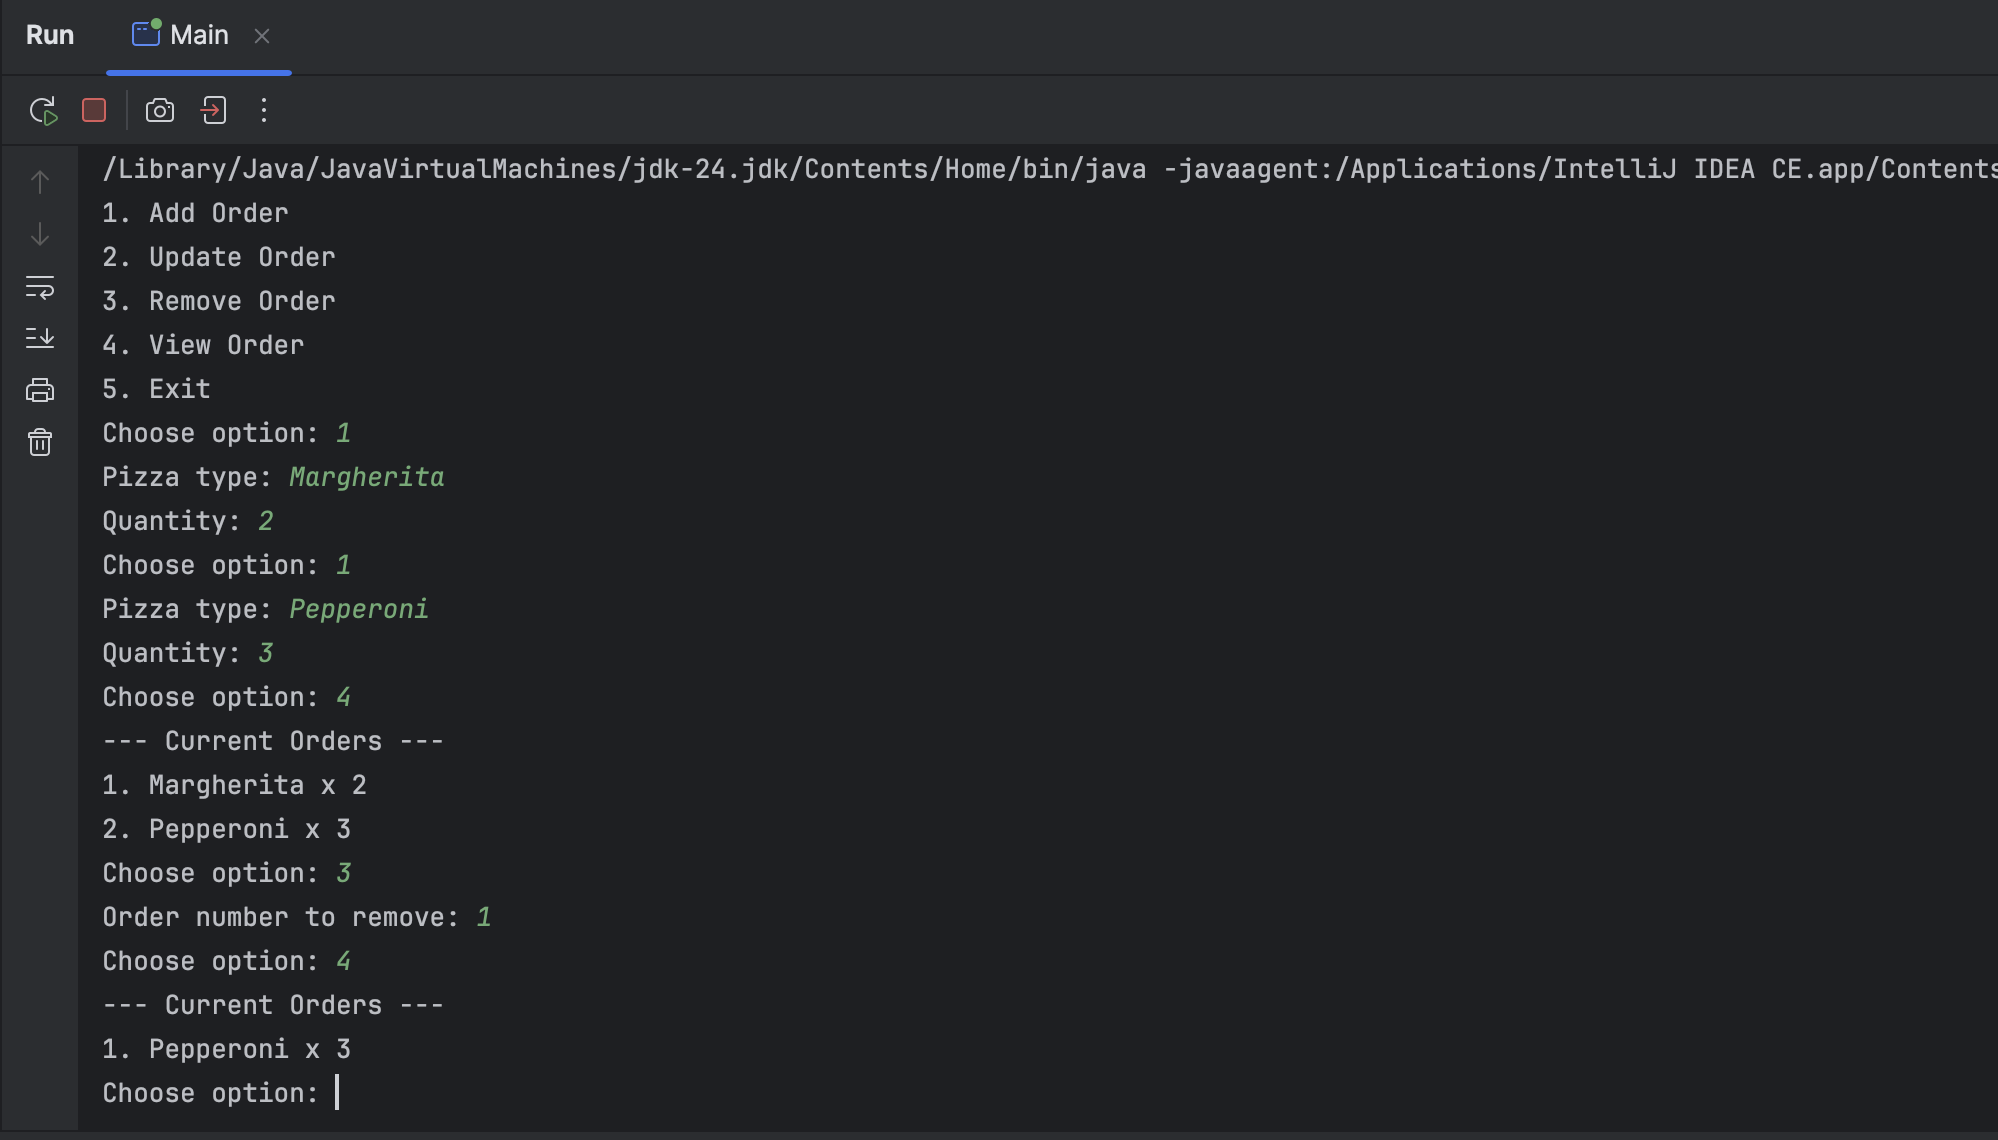 Run Main
/Library/Java/JavaVirtualMachines/jdk-24.jdk/Contents/Home/bin/java -javaagent:/Applications/IntelliJ IDEA CE.app/Contents
1. Add Order
2. Update Order
3. Remove Order
4. View Order
5. Exit
Choose option: 1
Pizza type: Margherita
Quantity: 2
Choose option: 1
Pizza type: Pepperoni
Quantity: 3
Choose option: 4
--- Current Orders ---
1. Margherita x 2
2. Pepperoni x 3
Choose option: 3
Order number to remove: 1
Choose option: 4
--- Current Orders ---
1. Pepperoni x 3
Choose option: